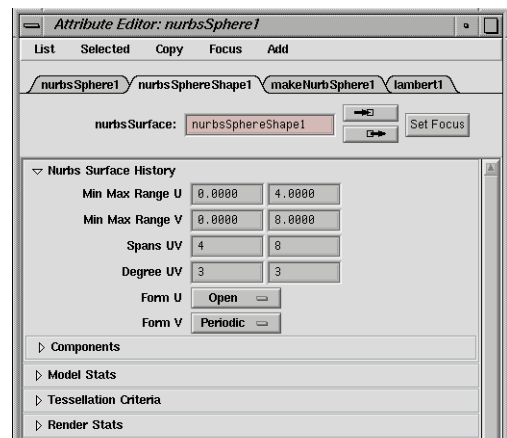 Attribute Editor: nurbsSphere1
List Selected Copy Focus Add
nurbsSphere1 nurbsSphereShape1 makeNurbSphere1 lambert1
nurbsSurface: nurbsSphereShape1 Set Focus
Nurbs Surface History
Min Max Range U 0.0000 4.0000
Min Max Range V 0.0000 8.0000
Spans UV 4 8
Degree UV 3 3
Form U Open
Form V Periodic
Components
Model Stats
Tessellation Criteria
Render Stats